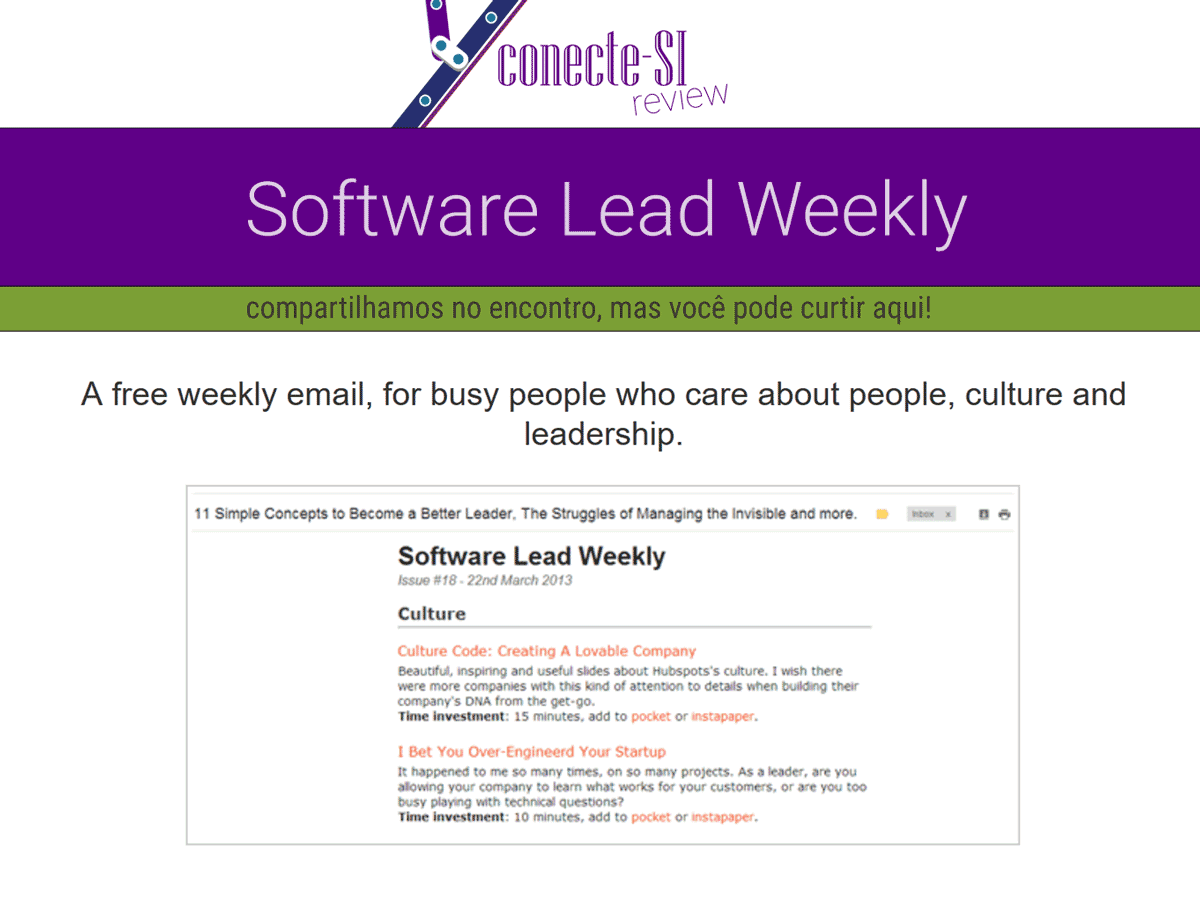 conecte-SI
review
Software Lead Weekly
compartilhamos no encontro, mas você pode curtir aqui!
A free weekly email, for busy people who care about people, culture and
leadership.
11 Simple Concepts to Become a Better Leader, The Struggles of Managing the Invisible and more. Inbox x
Software Lead Weekly
Issue #18 - 22nd March 2013
Culture
Culture Code: Creating A Lovable Company
Beautiful, inspiring and useful slides about Hubspots's culture. I wish there
were more companies with this kind of attention to details when building their
company's DNA from the get-go.
Time investment: 15 minutes, add to pocket or instapaper.
I Bet You Over-Engineerd Your Startup
It happened to me so many times, on so many projects. As a leader, are you
allowing your company to learn what works for your customers, or are you too
busy playing with technical questions?
Time investment: 10 minutes, add to pocket or instapaper.